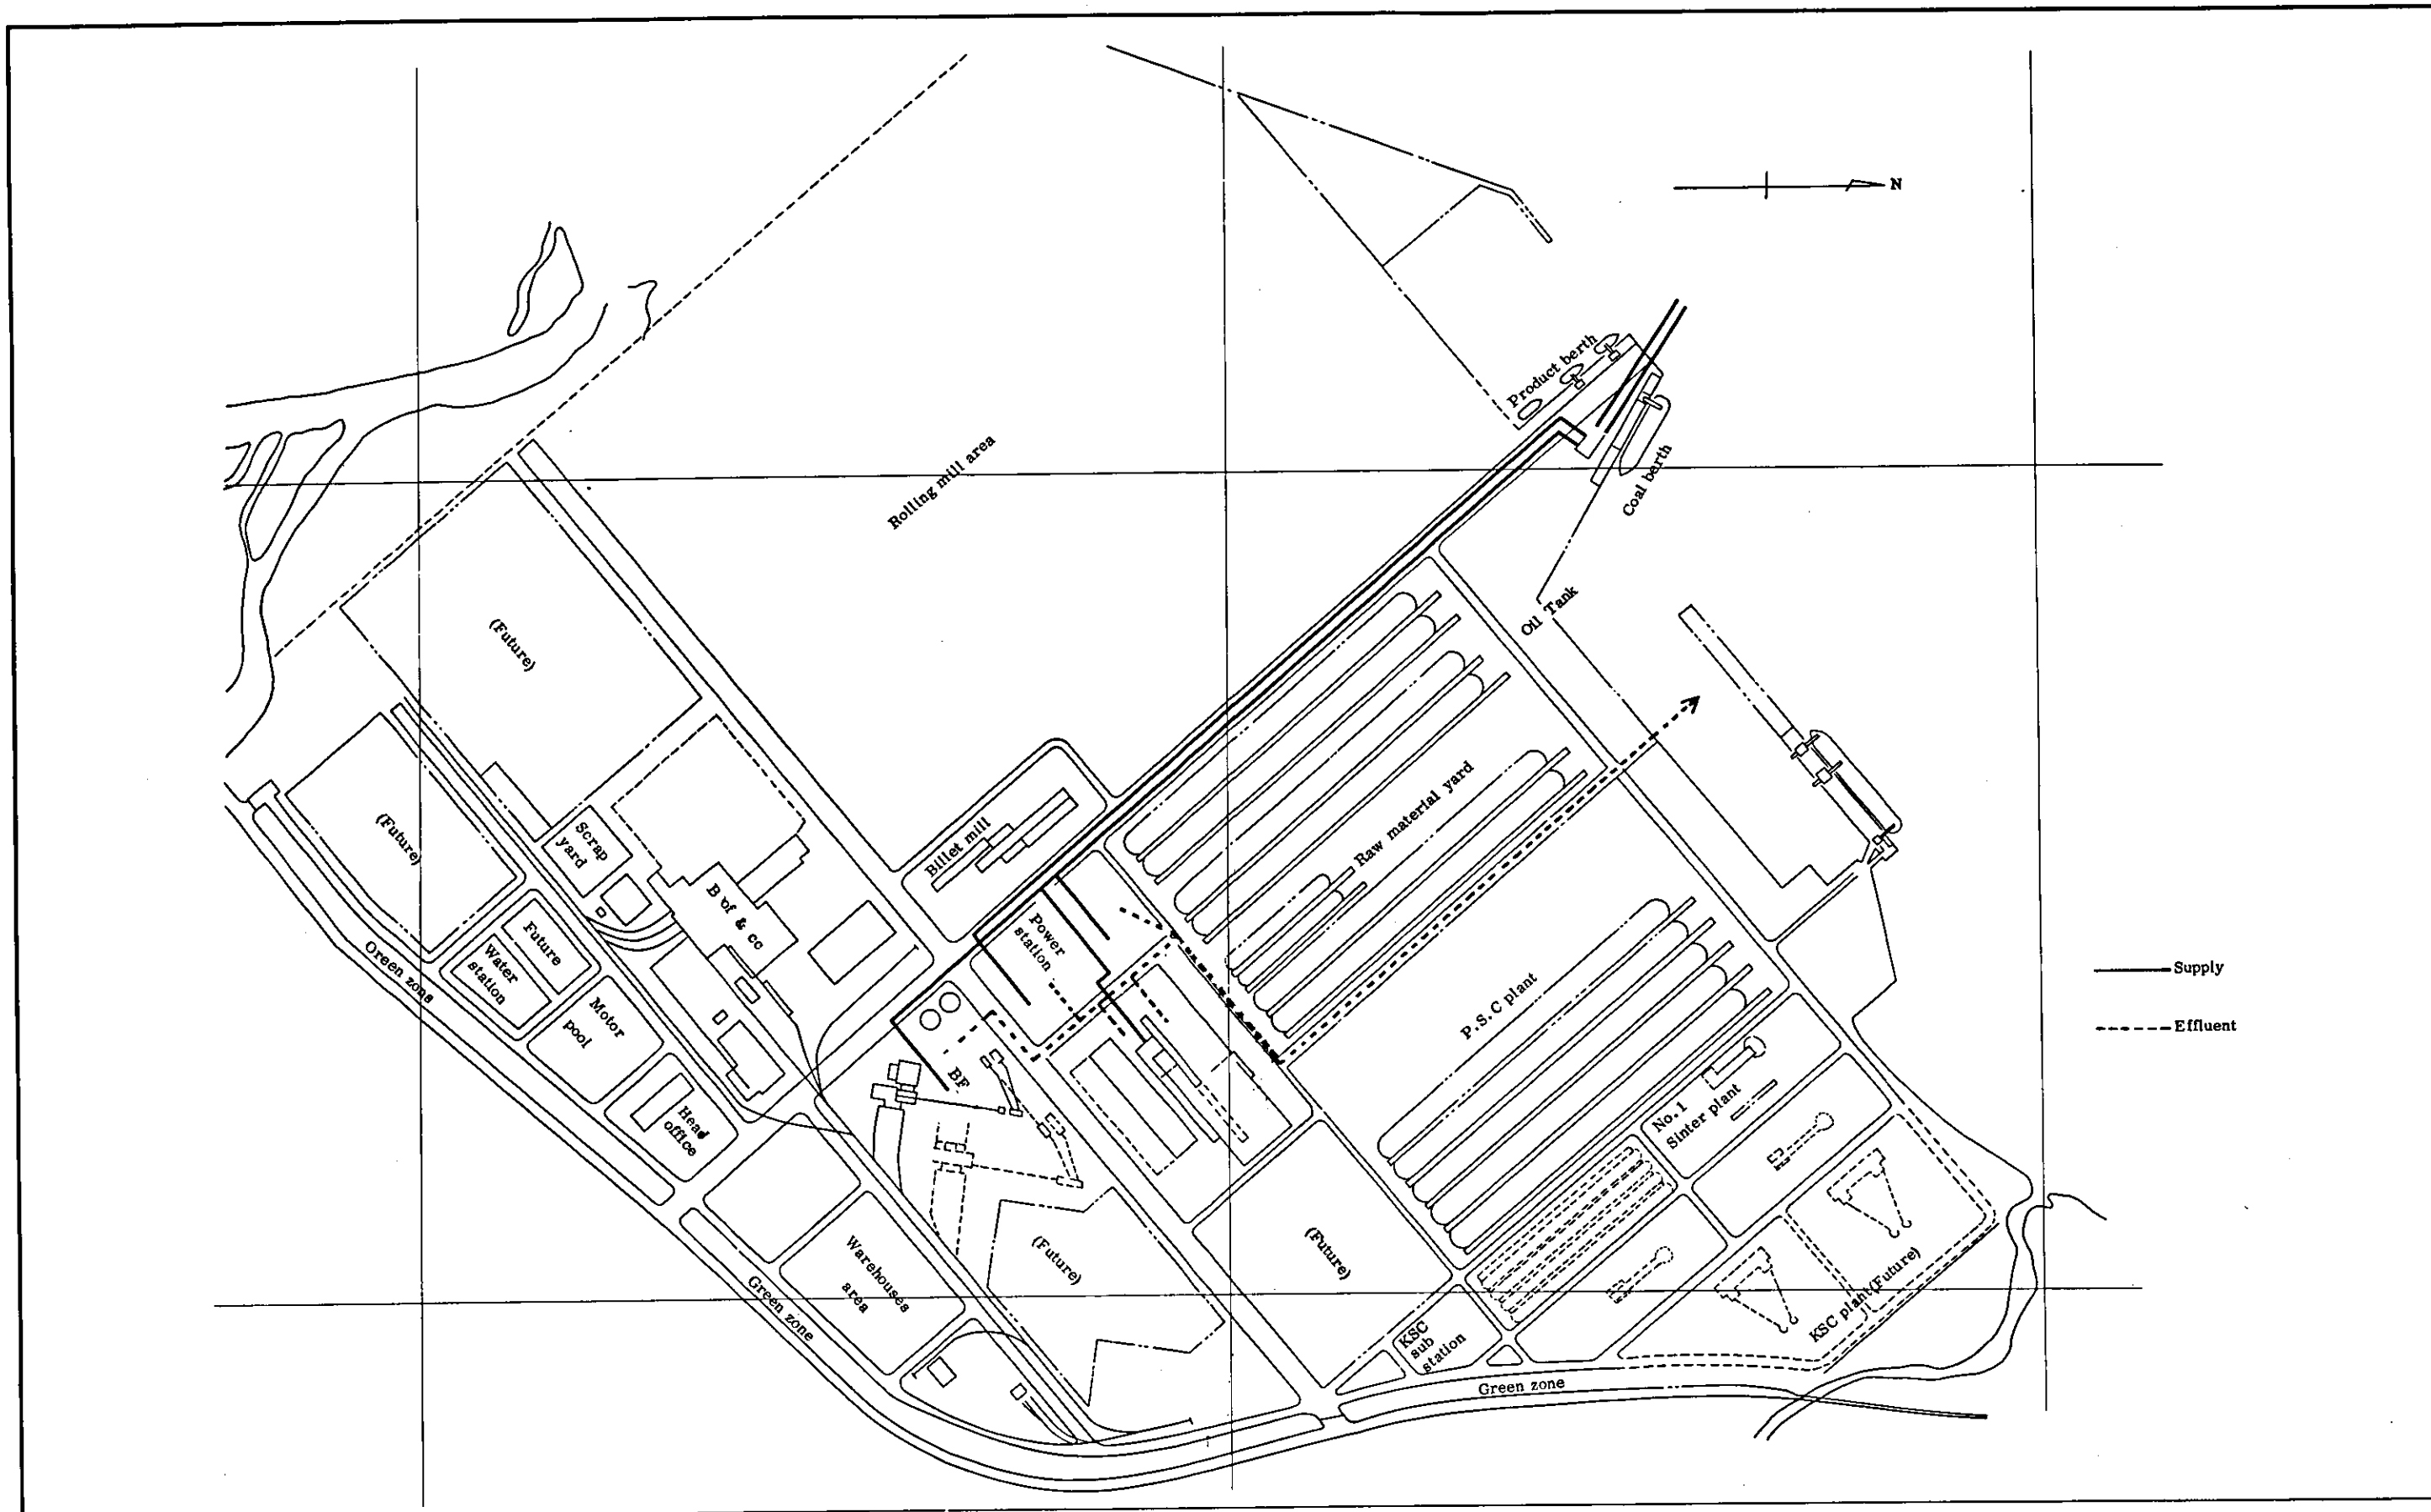 N
Product berth
Coal berth
Rolling mill area
Oil Tank
(Future)
(Future)
Scrap
yard
Billet mill
Raw material yard
B of & cc
Future
Water
station
Power
station
Green zone
Motor
pool
P.S.C plant
Supply
Effluent
BF
Head
office
No.1
Sinter plant
Warehouses
area
(Future)
(Future)
Green zone
KSC
sub
station
KSC plant(Future)
Green zone